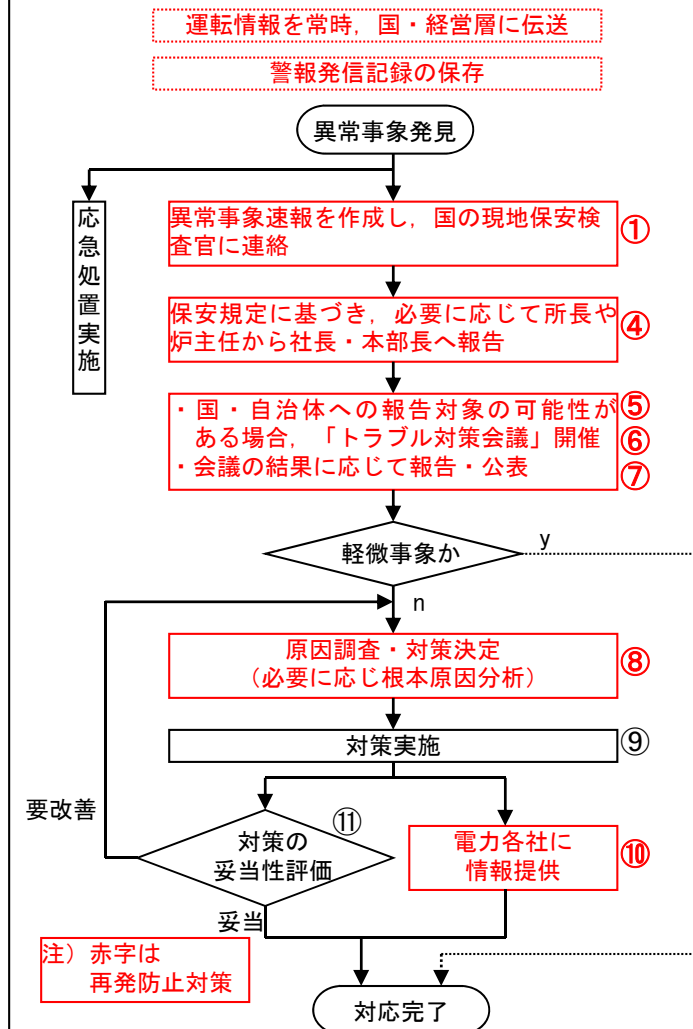 運転情報を常時，国・経営層に伝送
警報発信記録の保存
異常事象発見
応急処置実施
異常事象速報を作成し，国の現地保安検
査官に連絡
①
保安規定に基づき，必要に応じて所長や
炉主任から社長・本部長へ報告
④
・国・自治体への報告対象の可能性が
ある場合，「トラブル対策会議」開催
・会議の結果に応じて報告・公表
⑤
⑥
⑦
軽微事象か
y
n
原因調査・対策決定
（必要に応じ根本原因分析）
⑧
対策実施
⑨
要改善
対策の
妥当性評価
⑪
電力各社に
情報提供
⑩
妥当
注）赤字は
再発防止対策
対応完了